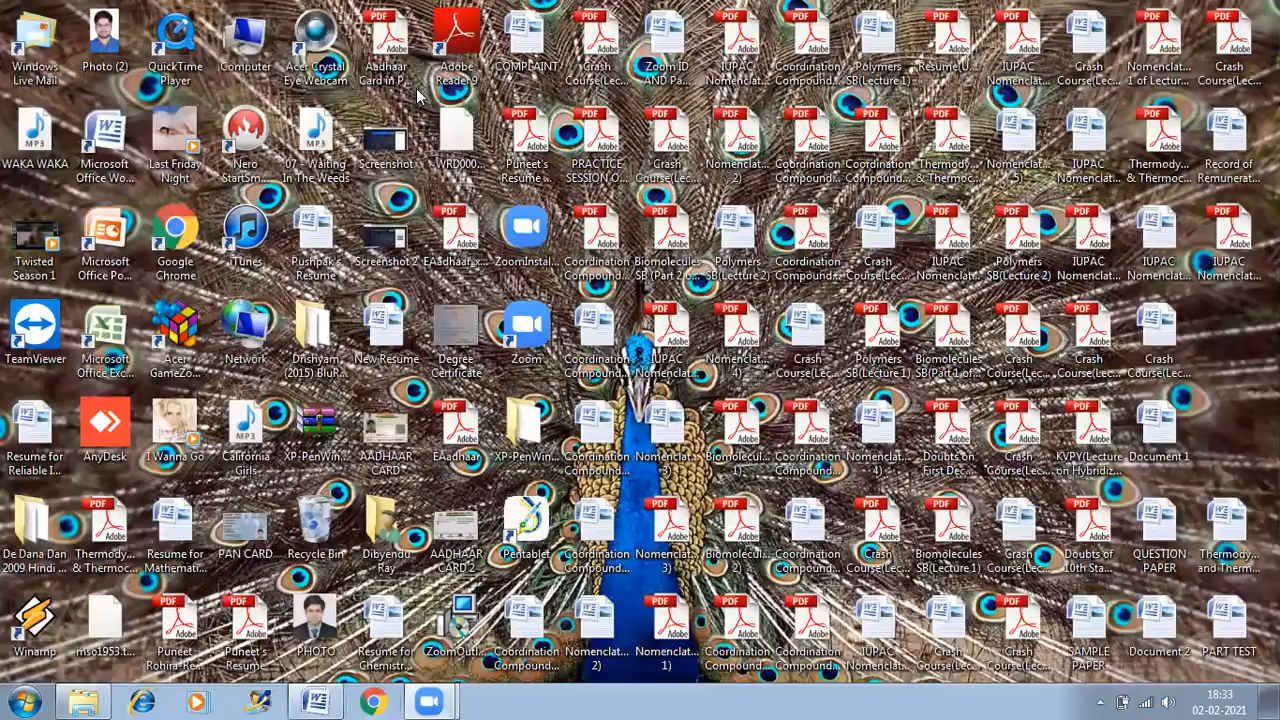 Windows Live Mail
Photo (2)
QuickTime Player
Computer
Acer Crystal EyeWebcam
Aadhaar Card in P...
Adobe Reader 9
COMPLAINT
Crash Course(Lec...
Zoom ID AND Pa...
IUPAC Nomenclat...
Coordination Compound...
Polymers SB(Lecture 1)
Resume(U...
IUPAC Nomenclat...
Crash Course(Lec...
Nomenclat... 1 of Lectur...
Crash Course(Lec...
WAKA WAKA
Microsoft Office Wo...
Last Friday Night
Nero StartSm...
07 - Waiting In The Weeds
Screenshot
~WRD000...
Puneet's Resume ...
PRACTICE SESSION O...
Crash Course(Lec...
Nomenclat... 2)
Coordination Compound...
Coordination Compound...
Thermody... & Thermoc...
Nomenclat... 5)
IUPAC Nomenclat...
Thermody... & Thermoc...
Record of Remunerat...
Twisted Season 1
Microsoft Office Po...
Google Chrome
iTunes
Pushpak's Resume
Screenshot 2
EAadhaar-x...
ZoomInstal...
Coordination Compound...
Biomolecules SB (Part 2 o...
Polymers SB(Lecture 2)
Coordination Compound...
Crash Course(Lec...
IUPAC Nomenclat...
Polymers SB(Lecture 2)
IUPAC Nomenclat...
IUPAC Nomenclat...
IUPAC Nomenclat...
TeamViewer
Microsoft Office Exc...
Acer GameZo...
Network
Drishyam (2015) BluR...
New Resume
Degree Certificate
Zoom
Coordination Compound...
IUPAC Nomenclat...
Nomenclat... 4)
Crash Course(Lec...
Polymers SB(Lecture 1)
Biomolecules SB(Part 1 of...
Crash Course(Lec...
Crash Course(Lec...
Crash Course(Lec...
Resume for Reliable I...
AnyDesk
I Wanna Go
California Girls
XP-PenWin...
AADHAAR CARD
EAadhaar
XP-PenWin...
Coordination Compound...
Nomenclat... 3)
Biomolecul... 1)
Coordination Compound...
Nomenclat... 4)
Doubts on First Dec...
Crash Course(Lec...
KVPY(Lecture on Hybridiz...
Document 1
De Dana Dan 2009 Hindi ...
Thermody... & Thermoc...
Resume for Mathemati...
PAN CARD
Recycle Bin
Dibyendu Ray
AADHAAR CARD 2
Pentablet
Coordination Compound...
Nomenclat... 3)
Biomolecul... 2)
Coordination Compound...
Crash Course(Lec...
Biomolecules SB(Lecture 1)
Crash Course(Lec...
Doubts of 10th Sta...
QUESTION PAPER
Thermody... and Therm...
Winamp
mso1953.t...
Puneet Rohira-Re...
Puneet's Resume
PHOTO
Resume for Chemistr...
ZoomOutl...
Coordination Compound...
Nomenclat... 2)
Nomenclat... 1)
Coordination Compound...
Coordination Compound...
IUPAC Nomenclat...
Crash Course(Lec...
Crash Course(Lec...
SAMPLE PAPER
Document 2
PART TEST
18:33
02-02-2021